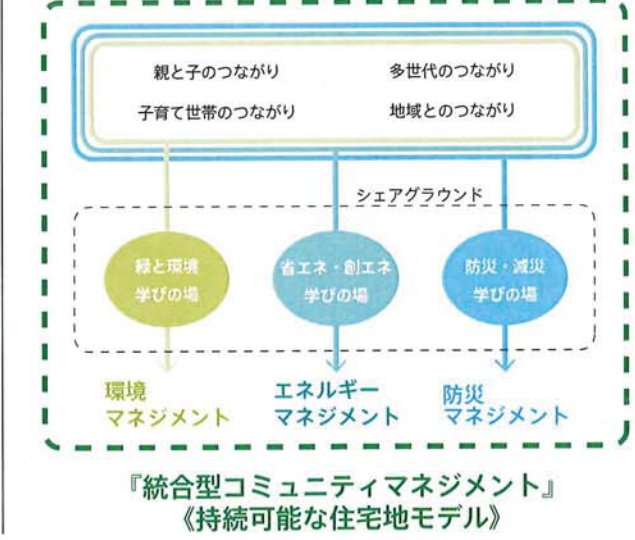 親と子のつながり
多世代のつながり
子育て世帯のつながり
地域とのつながり
シェアグラウンド
緑と環境
学びの場
省エネ・創エネ
学びの場
防災・減災
学びの場
環境
マネジメント
エネルギー
マネジメント
防災
マネジメント
『統合型コミュニティマネジメント』
《持続可能な住宅地モデル》